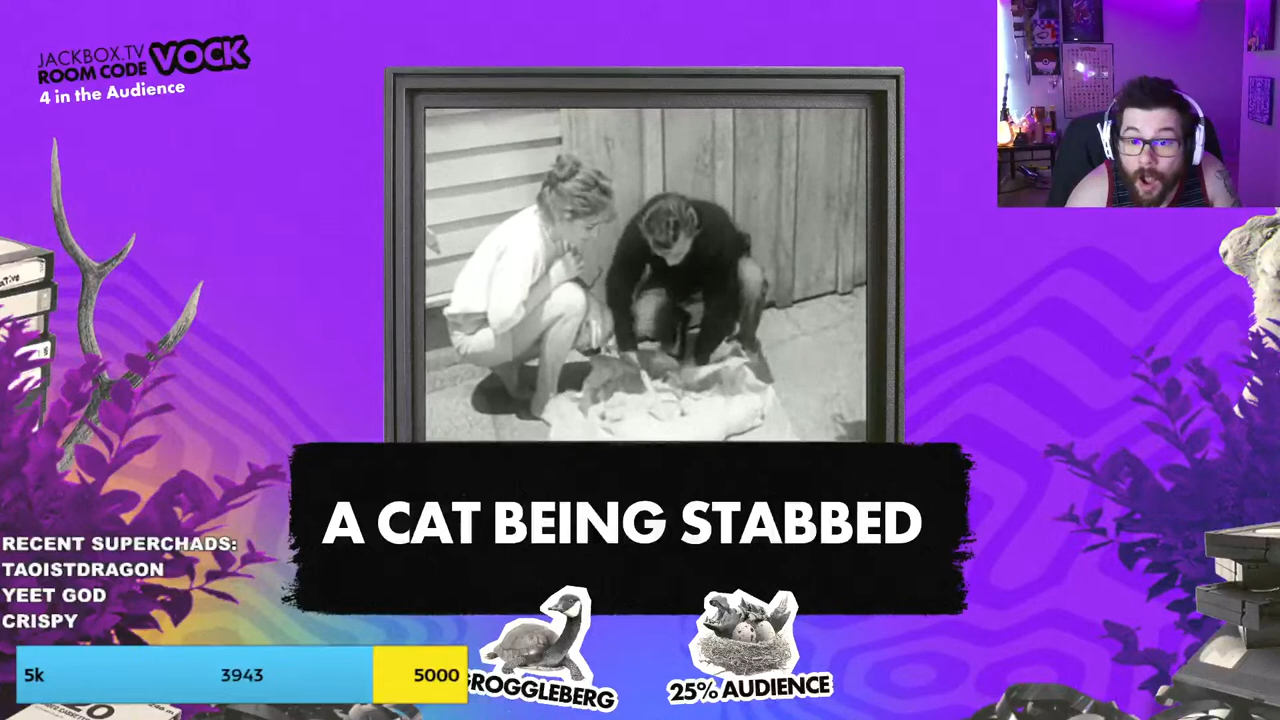 JACKBOX.TV
ROOM CODE VOCK
4 in the Audience
A CAT BEING STABBED
RECENT SUPERCHADS:
TAOISTDRAGON
YEET GOD
CRISPY
5k 3943 5000
ROGGLEBERG
25% AUDIENCE